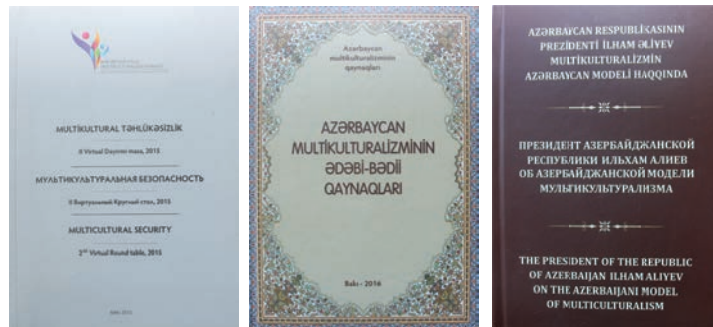 MULTİKULTURAL TƏHLÜKƏSİZLİK
II Virtual Dəyirmi masa, 2015
МУЛЬТИКУЛЬТУРАЛЬНАЯ БЕЗОПАСНОСТЬ
II Виртуальный Круглый стол, 2015
MULTICULTURAL SECURITY
2nd Virtual Round table, 2015
Azərbaycan
multikulturalizminin
qaynaqları
AZƏRBAYCAN
MULTİKULTURALİZMİNİN
ƏDƏBİ-BƏDİİ
QAYNAQLARI
Bakı - 2016
AZƏRBAYCAN RESPUBLİKASININ
PREZİDENTİ İLHAM ƏLİYEV
MULTİKULTURALİZMİN
AZƏRBAYCAN MODELİ HAQQINDA
ПРЕЗИДЕНТ АЗЕРБАЙДЖАНСКОЙ
РЕСПУБЛИКИ ИЛЬХАМ АЛИЕВ
ОБ АЗЕРБАЙДЖАНСКОЙ МОДЕЛИ
МУЛЬТИКУЛЬТУРАЛИЗМА
THE PRESIDENT OF THE REPUBLIC
OF AZERBAIJAN ILHAM ALIYEV
ON THE AZERBAIJANI MODEL
OF MULTICULTURALISM